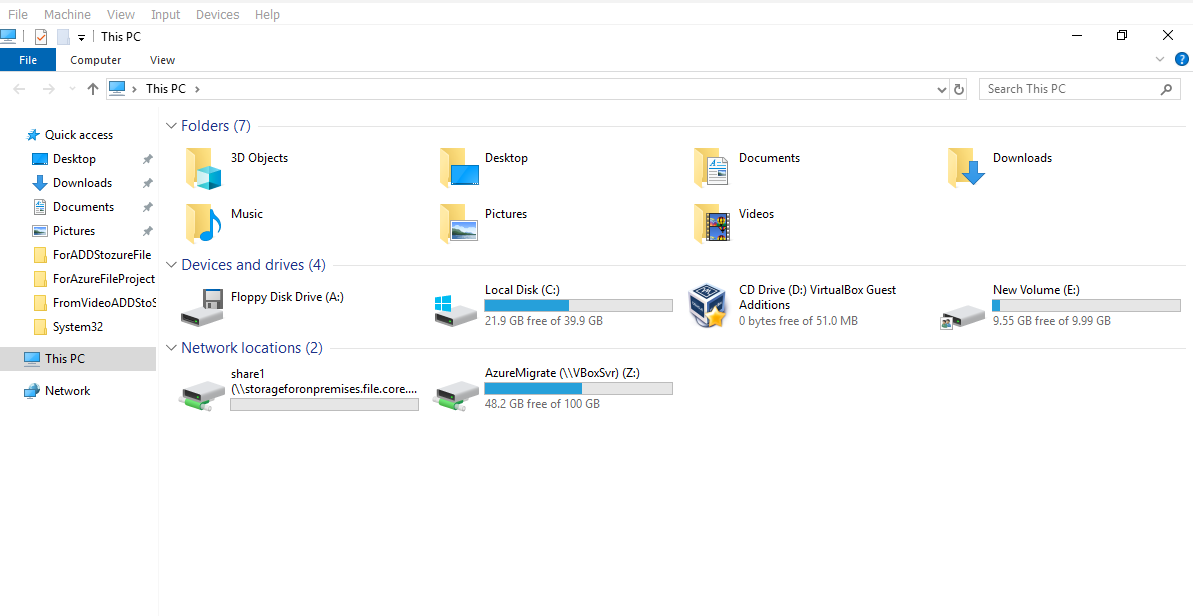 File Machine View Input Devices Help
This PC
File Computer View
This PC
Search This PC
Quick access
Desktop
Downloads
Documents
Pictures
ForADDStozureFile
ForAzureFileProject
FromVideoADDStoS
System32
This PC
Network
Folders (7)
3D Objects
Desktop
Documents
Downloads
Music
Pictures
Videos
Devices and drives (4)
Floppy Disk Drive (A:)
Local Disk (C:)
21.9 GB free of 39.9 GB
CD Drive (D:) VirtualBox Guest
Additions
0 bytes free of 51.0 MB
New Volume (E:)
9.55 GB free of 9.99 GB
Network locations (2)
share1
(\\storageforonpremises.file.core....
AzureMigrate (\\VBoxSvr) (Z:)
48.2 GB free of 100 GB